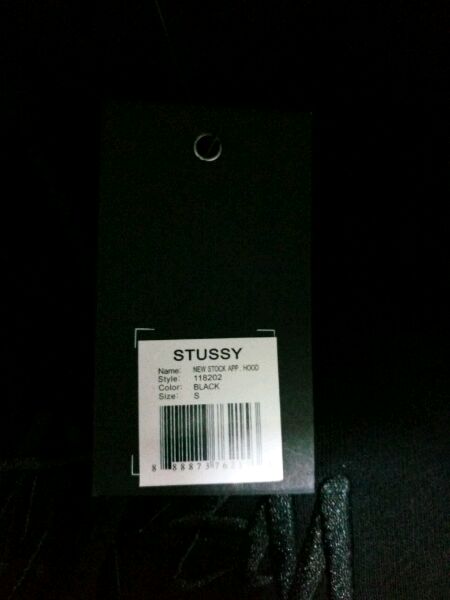 STUSSY
Name: NEW STOCK APP. HOOD
Style: 118202
Color: BLACK
Size: S